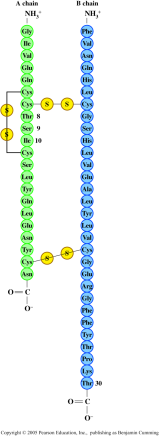 A chain
NH₃⁺
Gly
Ile
Val
Glu
Gln
Cys
Cys
Thr 8
Ser 9
Ile 10
Cys
Ser
Leu
Tyr
Gln
Leu
Glu
Asn
Tyr
Cys
Asn
O=C
O⁻
S
S
S S
S S
B chain
NH₃⁺
Phe
Val
Asn
Gln
His
Leu
Cys
Gly
Ser
His
Leu
Val
Glu
Ala
Leu
Tyr
Leu
Val
Cys
Gly
Glu
Arg
Gly
Phe
Phe
Tyr
Thr
Pro
Lys
Thr 30
O=C
O⁻
Copyright © 2005 Pearson Education, Inc., publishing as Benjamin Cumming